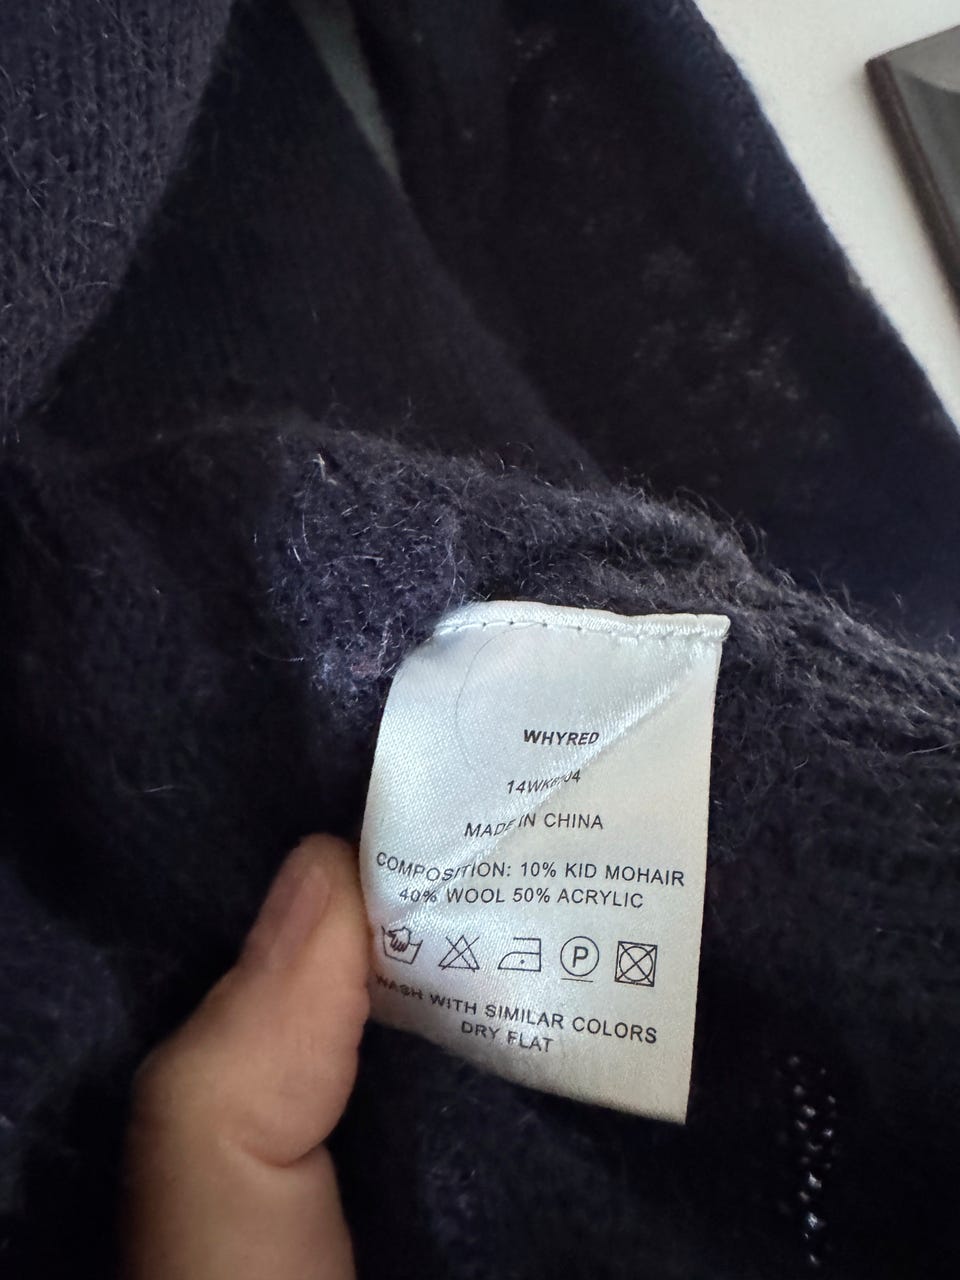 WHYRED
MADE IN CHINA
COMPOSITION: 10% KID MOHAIR
40% WOOL 50% ACRYLIC
P
WASH WITH SIMILAR COLORS
DRY FLAT